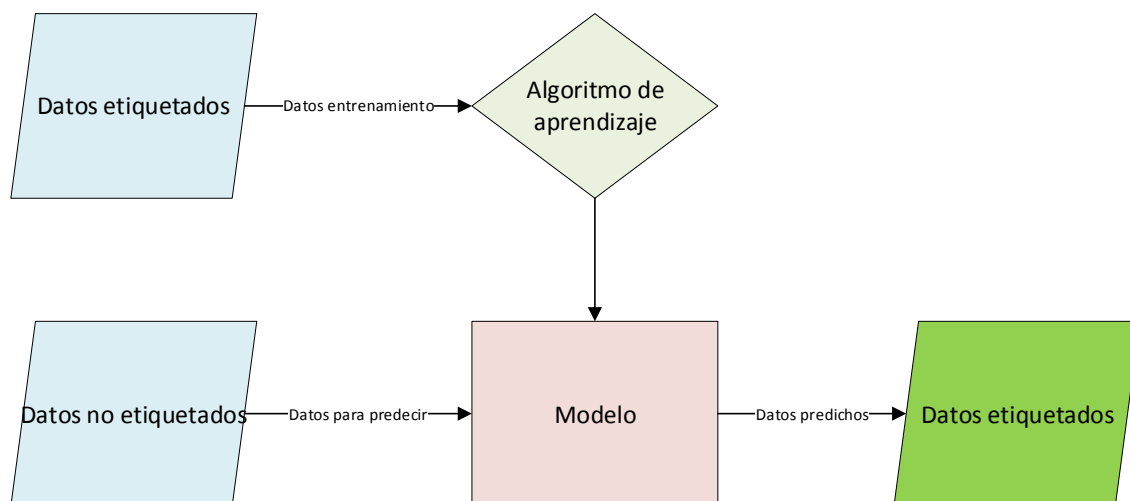 Datos etiquetados
Datos entrenamiento
Algoritmo de
aprendizaje
Datos no etiquetados
Datos para predecir
Modelo
Datos predichos
Datos etiquetados